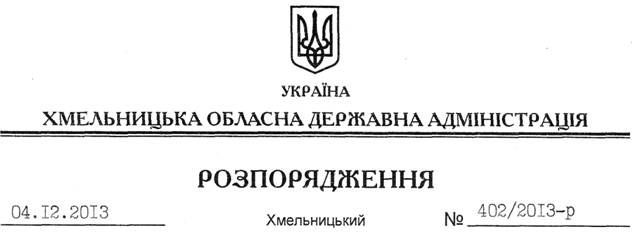 УКРАЇНА
ХМЕЛЬНИЦЬКА ОБЛАСНА ДЕРЖАВНА АДМІНІСТРАЦІЯ
РОЗПОРЯДЖЕННЯ
04.12.2013 Хмельницький № 402/2013-р